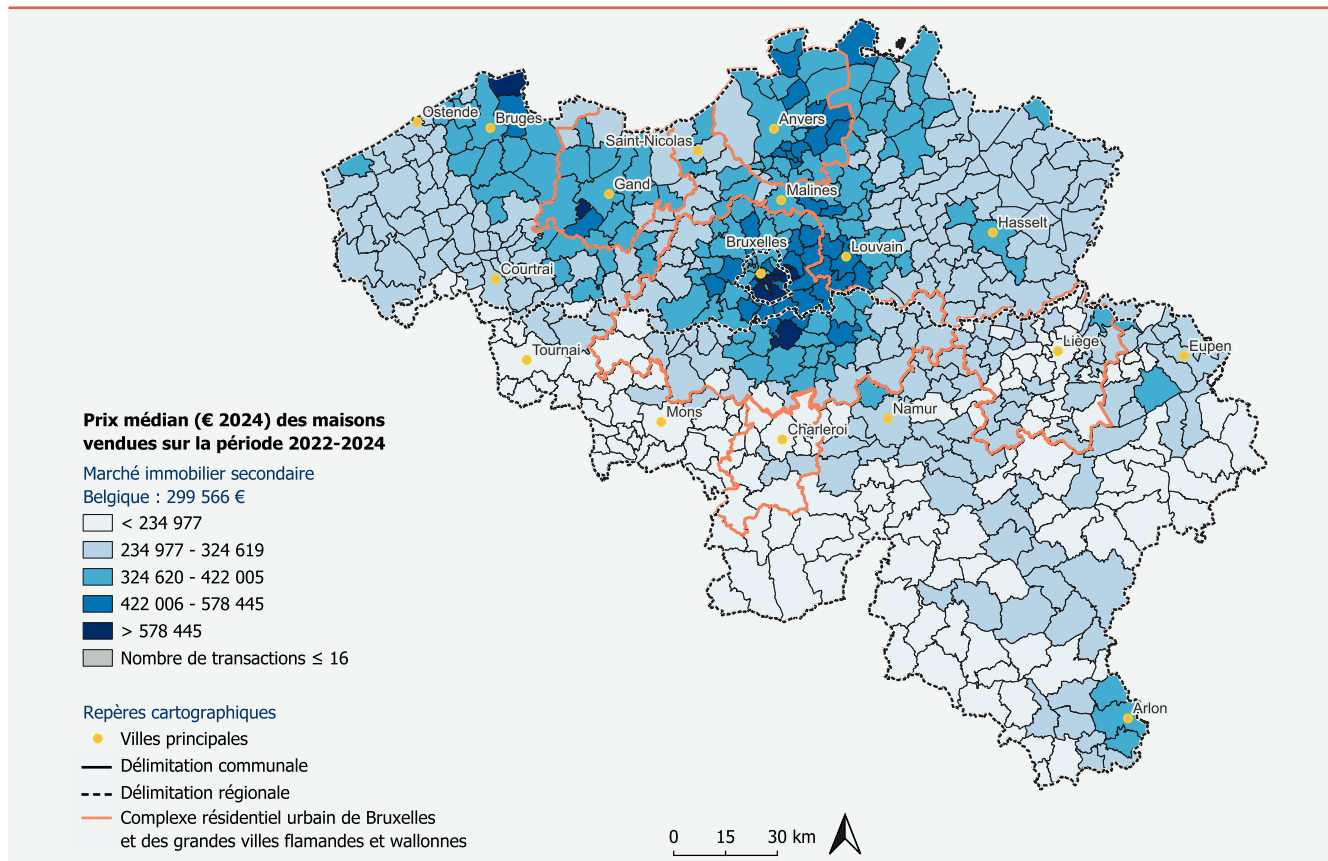 Ostende
Bruges
Saint-Nicolas
Anvers
Gand
Malines
Hasselt
Bruxelles
Louvain
Courtrai
Tournai
Liège
Eupen
Mons
Namur
Charleroi
Arlon
Prix médian (€ 2024) des maisons
vendues sur la période 2022-2024
Marché immobilier secondaire
Belgique : 299 566 €
< 234 977
234 977 - 324 619
324 620 - 422 005
422 006 - 578 445
> 578 445
Nombre de transactions ≤ 16
Repères cartographiques
Villes principales
Délimitation communale
Délimitation régionale
Complexe résidentiel urbain de Bruxelles
et des grandes villes flamandes et wallonnes
0 15 30 km